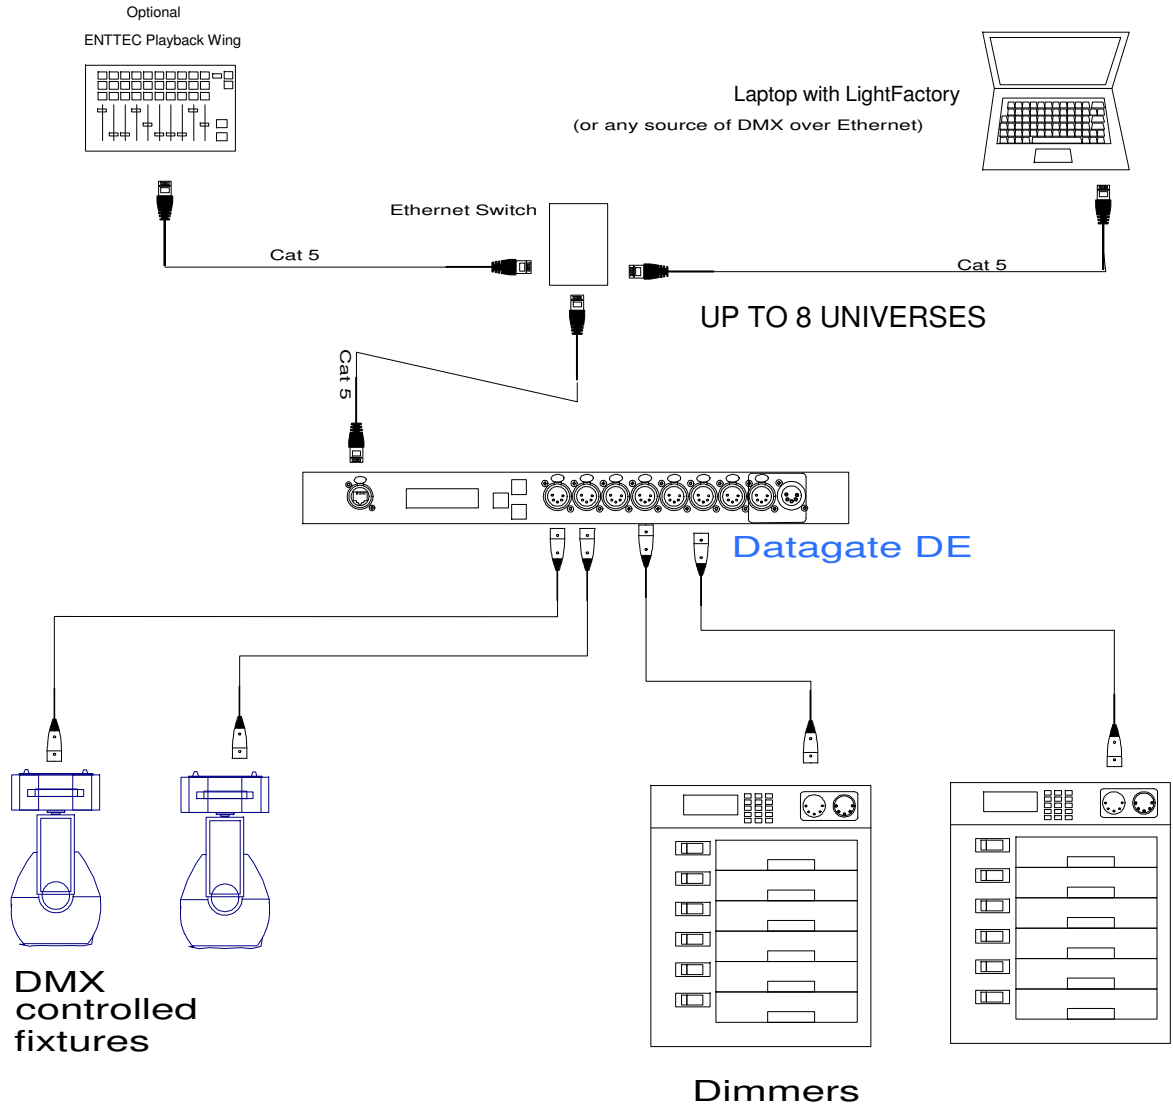 Optional
ENTTEC Playback Wing
Laptop with LightFactory
(or any source of DMX over Ethernet)
Ethernet Switch
Cat 5
Cat 5
UP TO 8 UNIVERSES
Cat 5
Datagate DE
DMX
controlled
fixtures
Dimmers